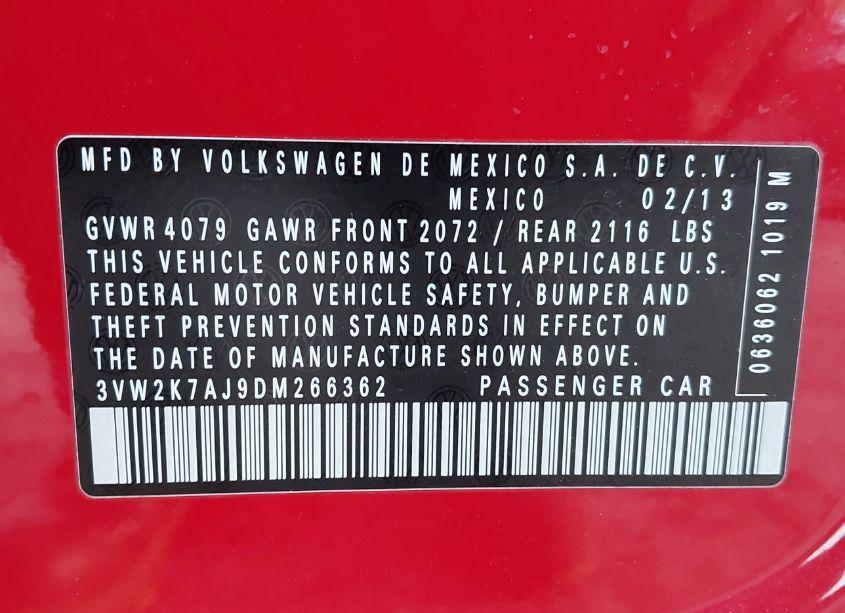 MFD BY VOLKSWAGEN DE MEXICO S.A. DE C.V.
MEXICO 02/13
GVWR 4079 GAWR FRONT 2072 / REAR 2116 LBS
THIS VEHICLE CONFORMS TO ALL APPLICABLE U.S.
FEDERAL MOTOR VEHICLE SAFETY, BUMPER AND
THEFT PREVENTION STANDARDS IN EFFECT ON
THE DATE OF MANUFACTURE SHOWN ABOVE.
3VW2K7AJ9DM266362 PASSENGER CAR
0636062 1019 M